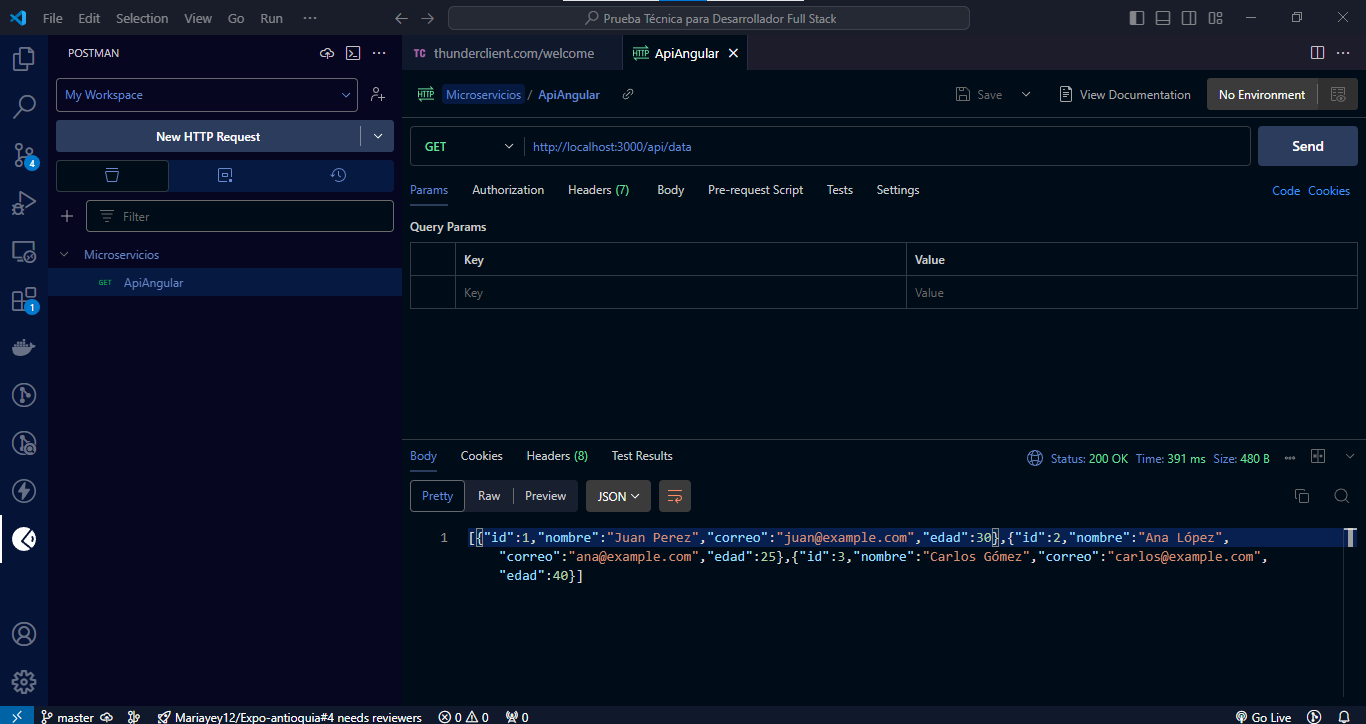 File Edit Selection View Go Run ··· Prueba Técnica para Desarrollador Full Stack
POSTMAN
TC thunderclient.com/welcome HTTP ApiAngular
My Workspace
HTTP Microservicios / ApiAngular Save View Documentation No Environment
New HTTP Request
GET http://localhost:3000/api/data Send
4
Params Authorization Headers (7) Body Pre-request Script Tests Settings Code Cookies
Filter
Query Params
Microservicios
Key Value
GET ApiAngular
Key Value
1
Body Cookies Headers (8) Test Results Status: 200 OK Time: 391 ms Size: 480 B
Pretty Raw Preview JSON
1 [{"id":1,"nombre":"Juan Perez","correo":"juan@example.com","edad":30},{"id":2,"nombre":"Ana López",
"correo":"ana@example.com","edad":25},{"id":3,"nombre":"Carlos Gómez","correo":"carlos@example.com",
"edad":40}]
master Mariayey12/Expo-antioquia#4 needs reviewers 0 0 0 Go Live